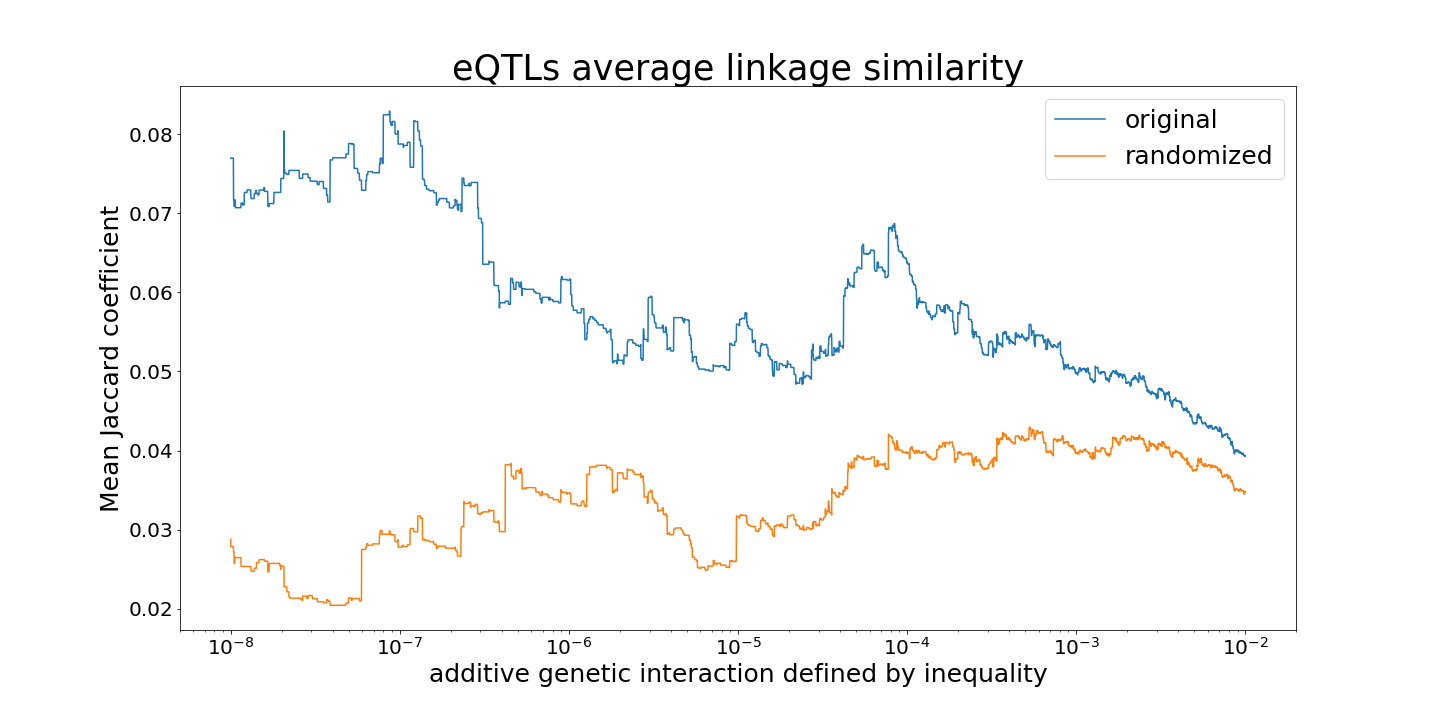 eQTLs average linkage similarity
original
randomized
Mean Jaccard coefficient
0.08
0.07
0.06
0.05
0.04
0.03
0.02
10⁻⁸ 10⁻⁷ 10⁻⁶ 10⁻⁵ 10⁻⁴ 10⁻³ 10⁻²
additive genetic interaction defined by inequality